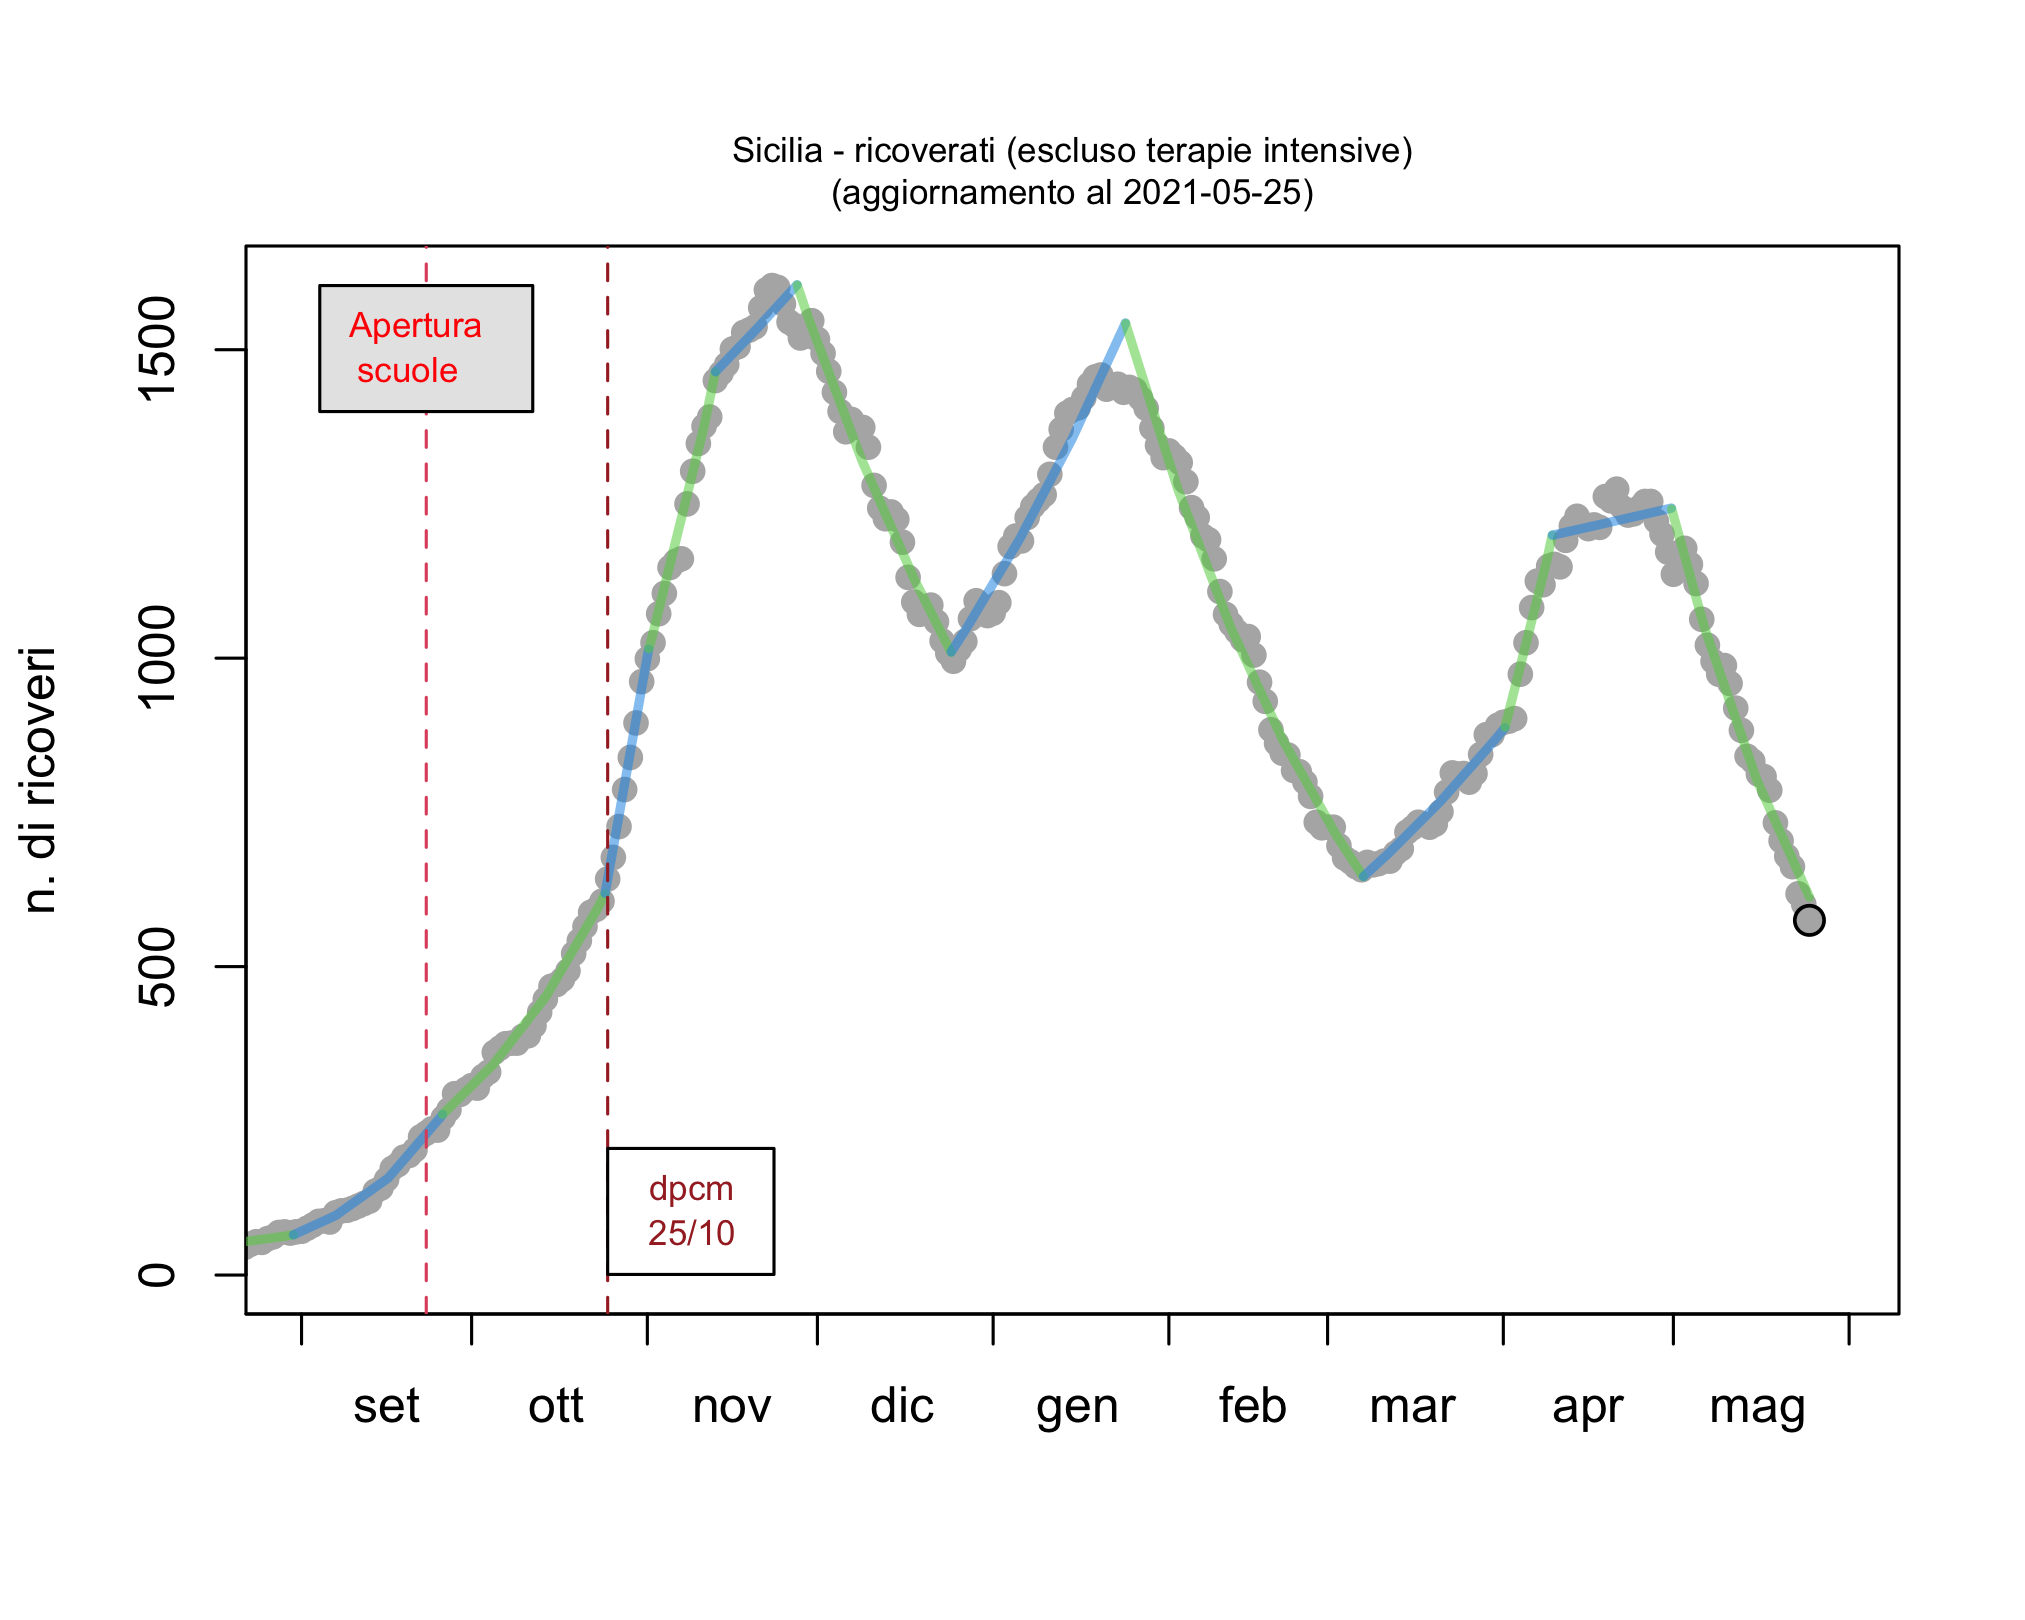 Sicilia - ricoverati (escluso terapie intensive)
(aggiornamento al 2021-05-25)
n. di ricoveri
1500
1000
500
0
Apertura
scuole
dpcm
25/10
set ott nov dic gen feb mar apr mag